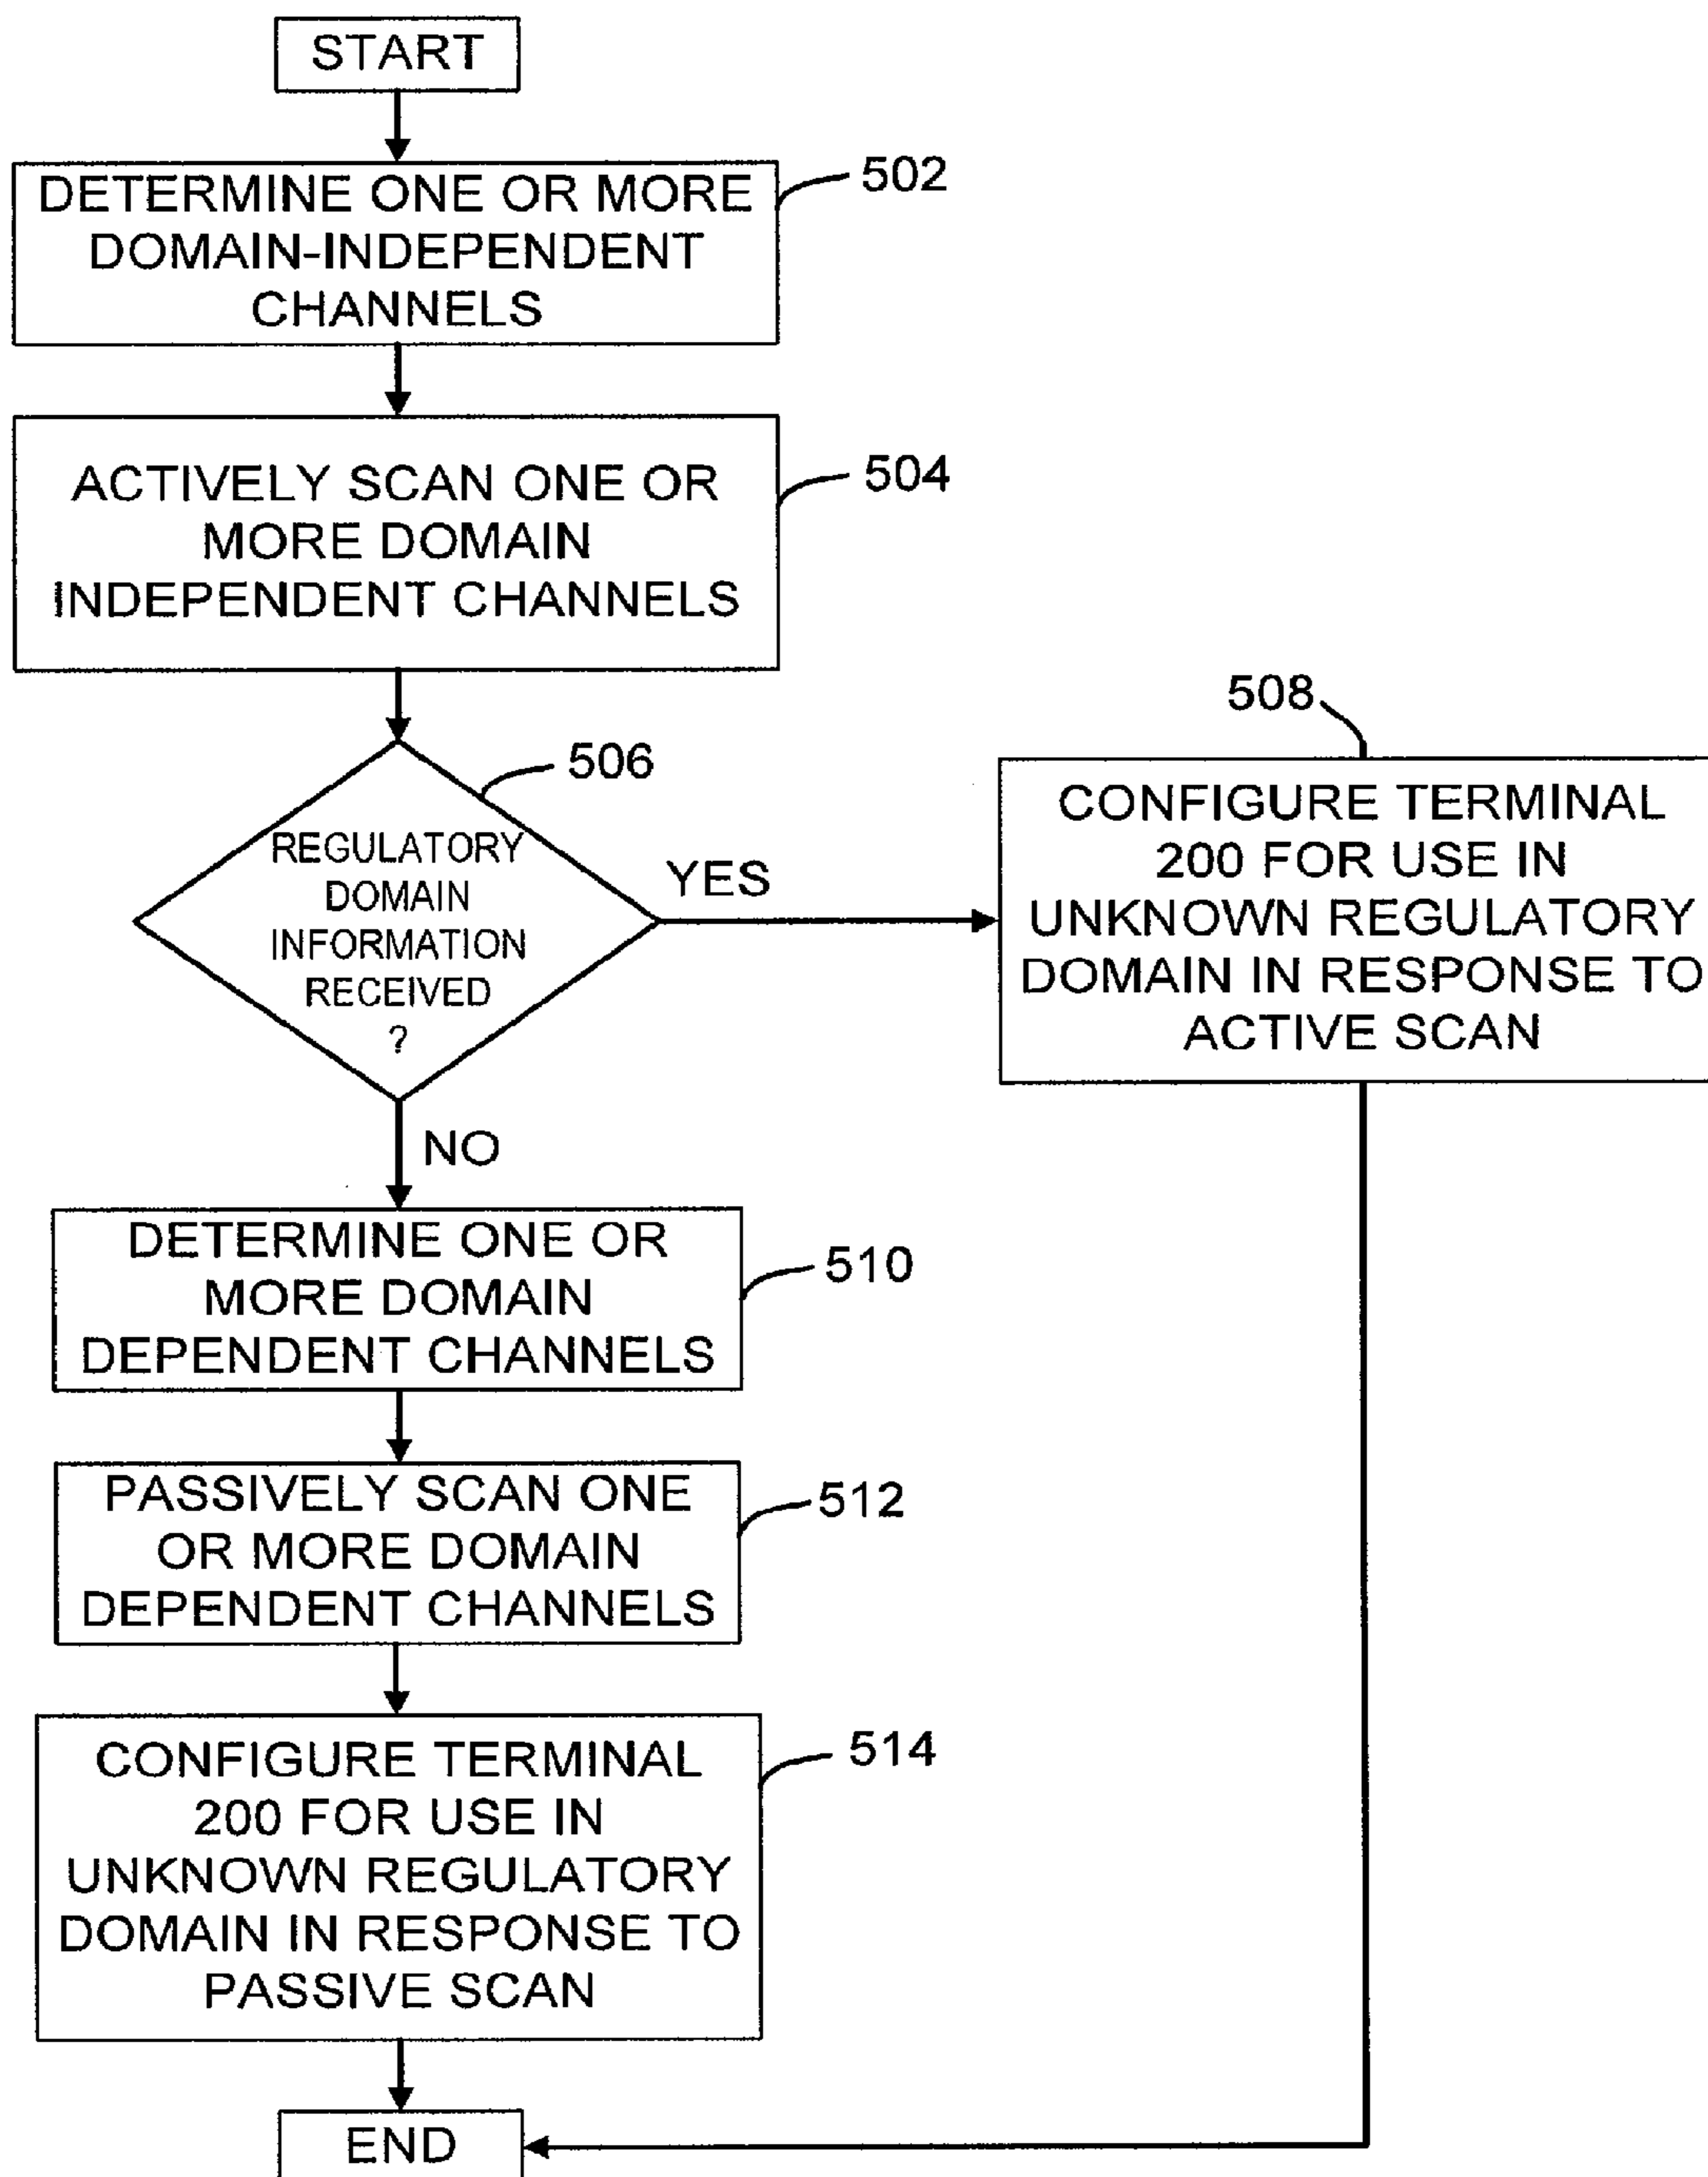 START
DETERMINE ONE OR MORE
DOMAIN-INDEPENDENT
CHANNELS
502
ACTIVELY SCAN ONE OR
MORE DOMAIN
INDEPENDENT CHANNELS
504
REGULATORY
DOMAIN
INFORMATION
RECEIVED
?
506
YES
508
CONFIGURE TERMINAL
200 FOR USE IN
UNKNOWN REGULATORY
DOMAIN IN RESPONSE TO
ACTIVE SCAN
NO
DETERMINE ONE OR
MORE DOMAIN
DEPENDENT CHANNELS
510
PASSIVELY SCAN ONE
OR MORE DOMAIN
DEPENDENT CHANNELS
512
CONFIGURE TERMINAL
200 FOR USE IN
UNKNOWN REGULATORY
DOMAIN IN RESPONSE TO
PASSIVE SCAN
514
END